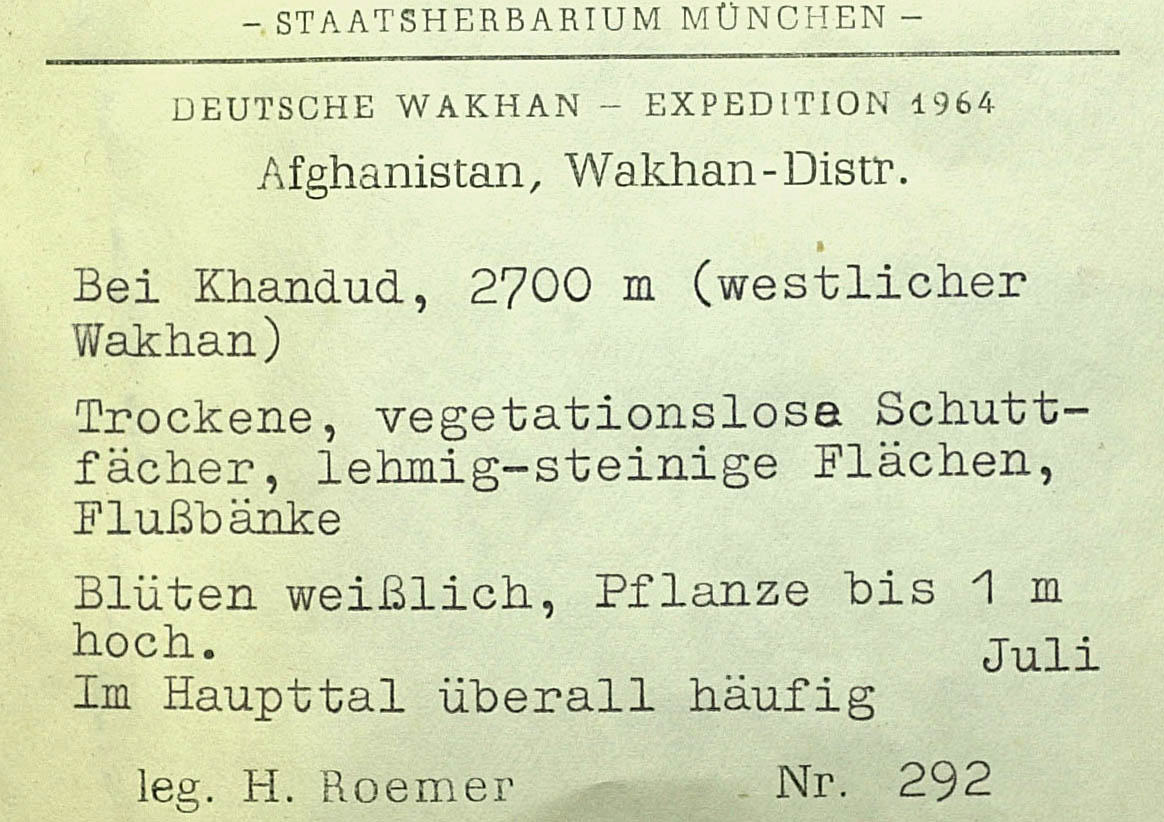 - STAATSHERBARIUM MÜNCHEN -
DEUTSCHE WAKHAN - EXPEDITION 1964
Afghanistan, Wakhan-Distr.
Bei Khandud, 2700 m (westlicher
Wakhan)
Trockene, vegetationslose Schutt-
fächer, lehmig-steinige Flächen,
Flußbänke
Blüten weißlich, Pflanze bis 1 m
hoch.
Juli
Im Haupttal überall häufig
leg. H. Roemer Nr. 292